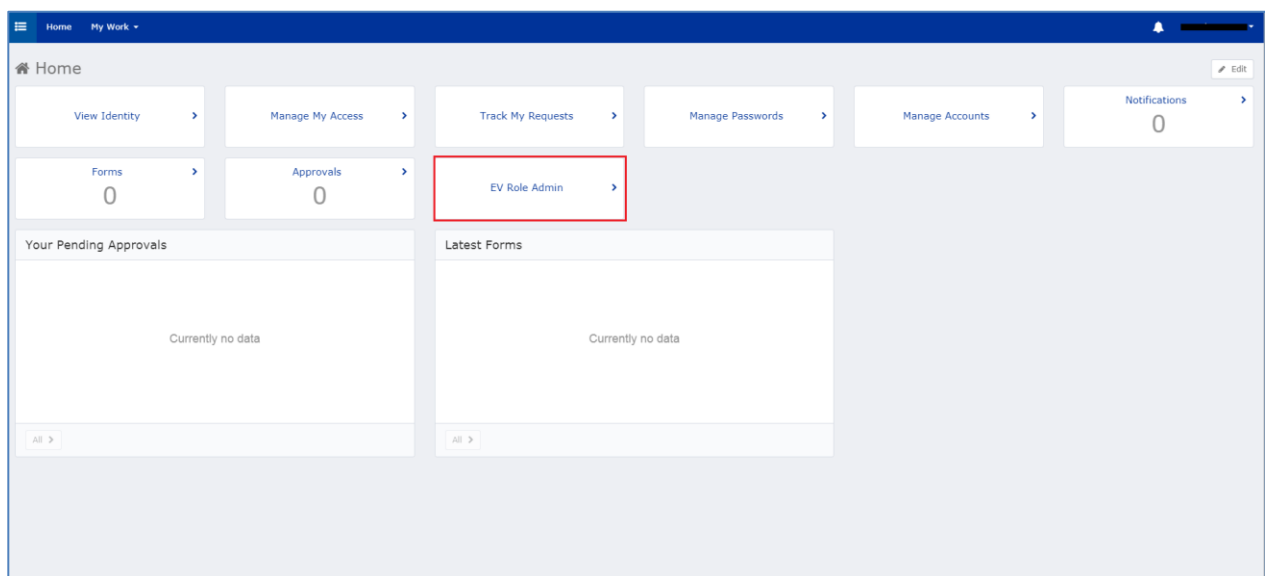 Home My Work
Home
Edit
View Identity
Manage My Access
Track My Requests
Manage Passwords
Manage Accounts
Notifications
0
Forms
0
Approvals
0
EV Role Admin
Your Pending Approvals
Currently no data
All
Latest Forms
Currently no data
All